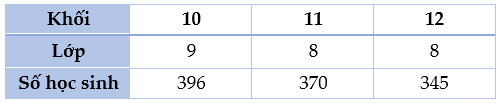 Khối 10 11 12
Lớp 9 8 8
Số học sinh 396 370 345